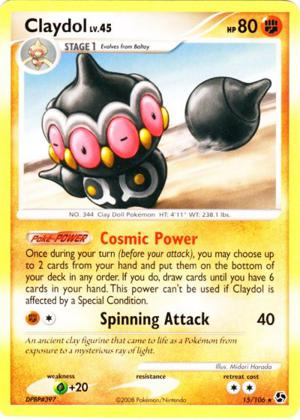 Claydol LV.45
HP 80
STAGE 1 Evolves from Baltoy
NO. 344 Clay Doll Pokémon HT: 4'11" WT: 238.1 lbs.
Poké-POWER Cosmic Power
Once during your turn (before your attack), you may choose up
to 2 cards from your hand and put them on the bottom of
your deck in any order. If you do, draw cards until you have 6
cards in your hand. This power can't be used if Claydol is
affected by a Special Condition.
Spinning Attack 40
An ancient clay figurine that came to life as a Pokémon from
exposure to a mysterious ray of light.
weakness resistance retreat cost
+20
Illus. Midori Harada
DPBP#397 ©2008 Pokémon/Nintendo 15/106